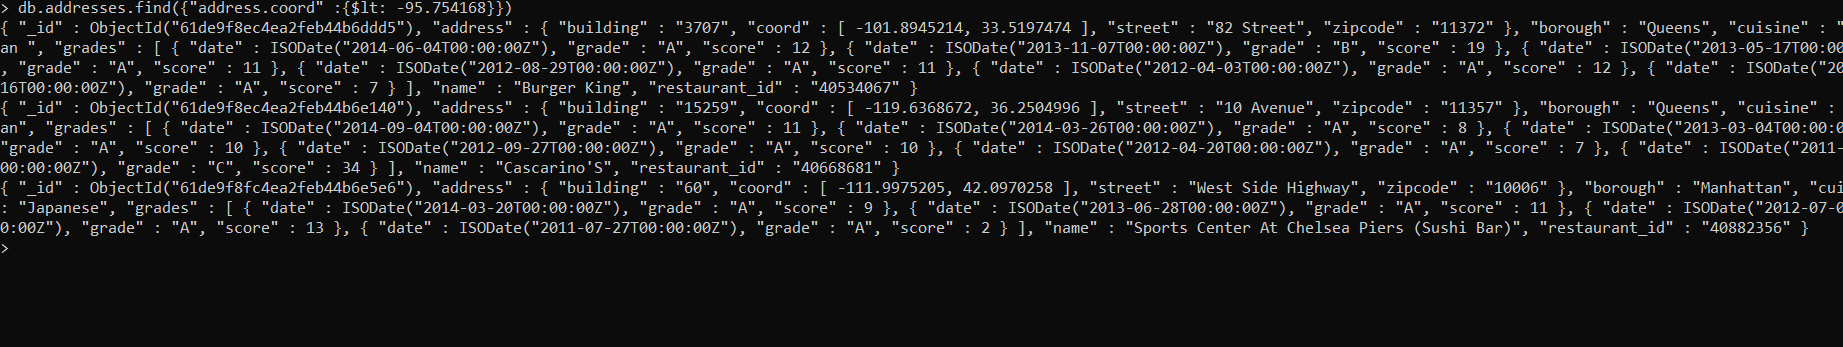 > db.addresses.find({"address.coord" :{$lt: -95.754168}})
{ "_id" : ObjectId("61de9f8ec4ea2feb44b6ddd5"), "address" : { "building" : "3707", "coord" : [ -101.8945214, 33.5197474 ], "street" : "82 Street", "zipcode" : "11372" }, "borough" : "Queens", "cuisine" : "
an ", "grades" : [ { "date" : ISODate("2014-06-04T00:00:00Z"), "grade" : "A", "score" : 12 }, { "date" : ISODate("2013-11-07T00:00:00Z"), "grade" : "B", "score" : 19 }, { "date" : ISODate("2013-05-17T00:00
, "grade" : "A", "score" : 11 }, { "date" : ISODate("2012-08-29T00:00:00Z"), "grade" : "A", "score" : 11 }, { "date" : ISODate("2012-04-03T00:00:00Z"), "grade" : "A", "score" : 12 }, { "date" : ISODate("20
16T00:00:00Z"), "grade" : "A", "score" : 7 } ], "name" : "Burger King", "restaurant_id" : "40534067" }
{ "_id" : ObjectId("61de9f8ec4ea2feb44b6e140"), "address" : { "building" : "15259", "coord" : [ -119.6368672, 36.2504996 ], "street" : "10 Avenue", "zipcode" : "11357" }, "borough" : "Queens", "cuisine" :
an", "grades" : [ { "date" : ISODate("2014-09-04T00:00:00Z"), "grade" : "A", "score" : 11 }, { "date" : ISODate("2014-03-26T00:00:00Z"), "grade" : "A", "score" : 8 }, { "date" : ISODate("2013-03-04T00:00:0
"grade" : "A", "score" : 10 }, { "date" : ISODate("2012-09-27T00:00:00Z"), "grade" : "A", "score" : 10 }, { "date" : ISODate("2012-04-20T00:00:00Z"), "grade" : "A", "score" : 7 }, { "date" : ISODate("2011-
00:00:00Z"), "grade" : "C", "score" : 34 } ], "name" : "Cascarino'S", "restaurant_id" : "40668681" }
{ "_id" : ObjectId("61de9f8fc4ea2feb44b6e5e6"), "address" : { "building" : "60", "coord" : [ -111.9975205, 42.0970258 ], "street" : "West Side Highway", "zipcode" : "10006" }, "borough" : "Manhattan", "cui
: "Japanese", "grades" : [ { "date" : ISODate("2014-03-20T00:00:00Z"), "grade" : "A", "score" : 9 }, { "date" : ISODate("2013-06-28T00:00:00Z"), "grade" : "A", "score" : 11 }, { "date" : ISODate("2012-07-0
0:00Z"), "grade" : "A", "score" : 13 }, { "date" : ISODate("2011-07-27T00:00:00Z"), "grade" : "A", "score" : 2 } ], "name" : "Sports Center At Chelsea Piers (Sushi Bar)", "restaurant_id" : "40882356" }
>